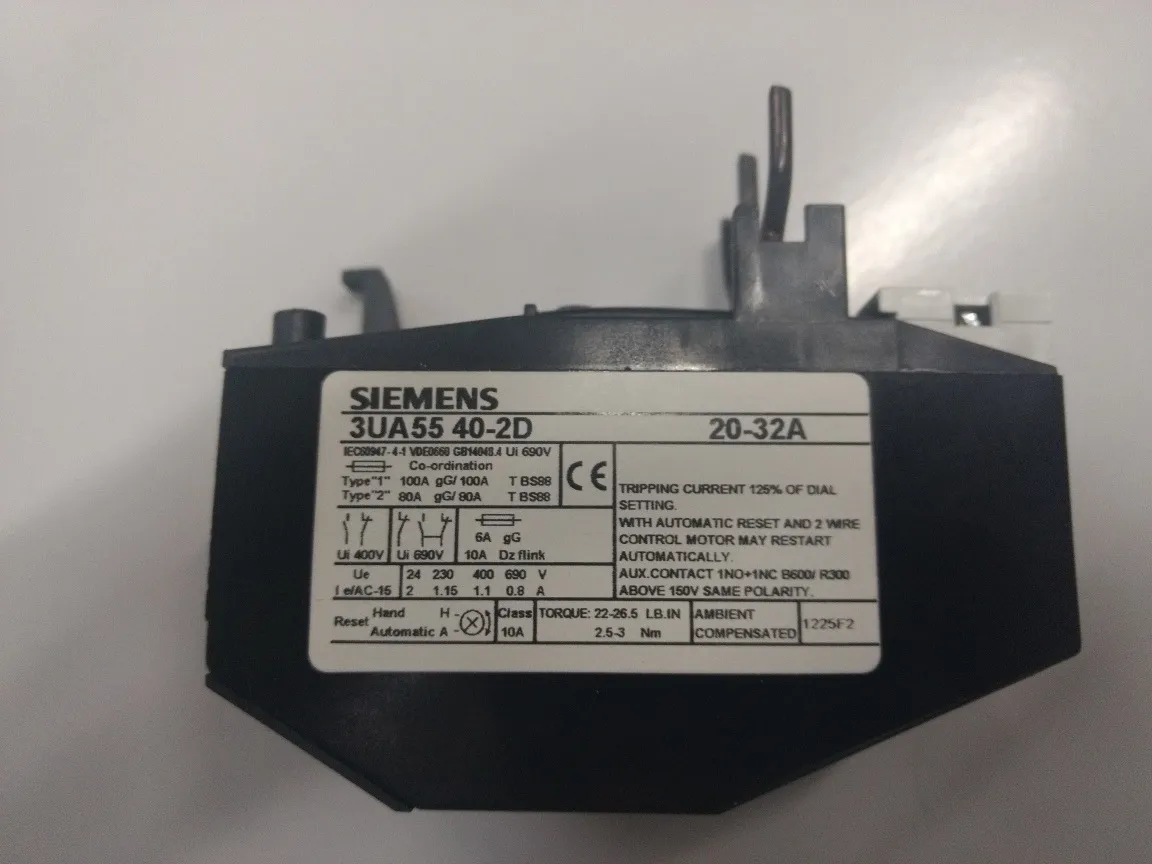 SIEMENS
3UA55 40-2D 20-32A
IEC60947-4-1 VDE0660 GB14048.4 Ui 690V
Co-ordination
Type"1" 100A gG/ 100A T BS88
Type"2" 80A gG/ 80A T BS88
CE
TRIPPING CURRENT 125% OF DIAL
SETTING.
WITH AUTOMATIC RESET AND 2 WIRE
CONTROL MOTOR MAY RESTART
AUTOMATICALLY.
AUX.CONTACT 1NO+1NC B600/ R300
ABOVE 150V SAME POLARITY.
6A gG
Ui 400V Ui 690V 10A Dz flink
Ue 24 230 400 690 V
I e/AC-15 2 1.15 1.1 0.8 A
Reset Hand H
Automatic A
Class
10A
TORQUE: 22-26.5 LB.IN
2.5-3 Nm
AMBIENT
COMPENSATED
1225F2